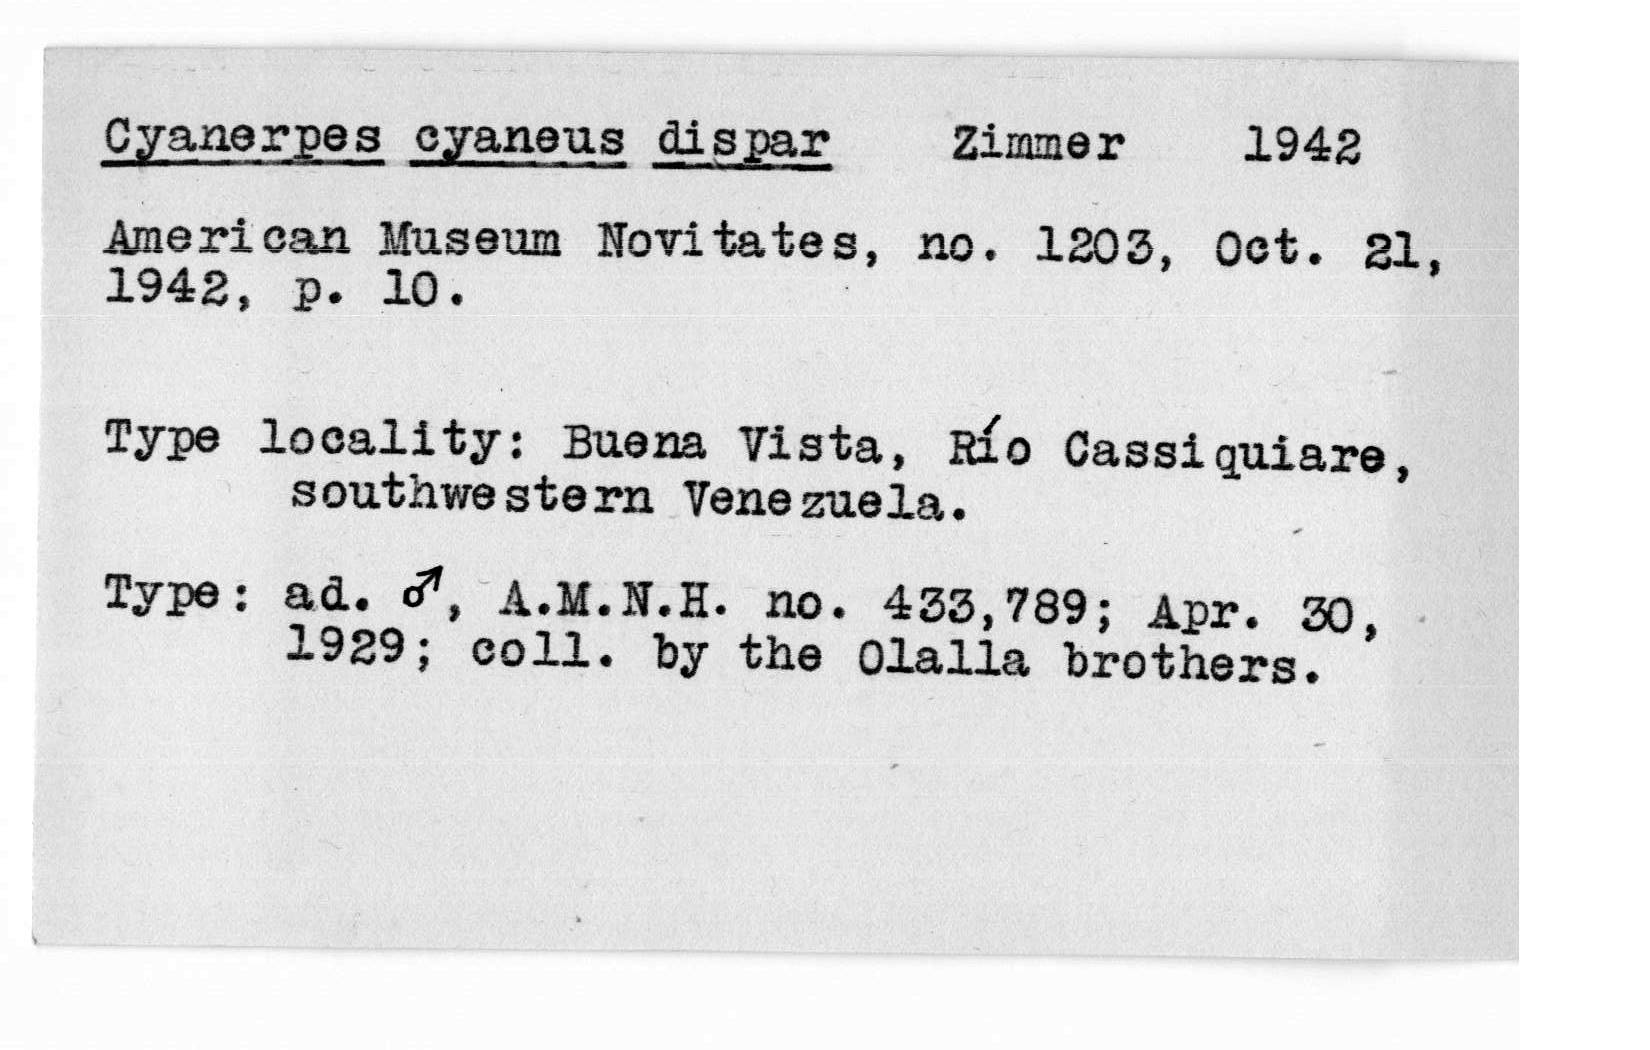 Cyanerpes cyaneus dispar Zimmer 1942
American Museum Novitates, no. 1203, Oct. 21,
1942, p. 10.
Type locality: Buena Vista, Río Cassiquiare,
southwestern Venezuela.
Type: ad. ♂, A.M.N.H. no. 433,789; Apr. 30,
1929; coll. by the Olalla brothers.